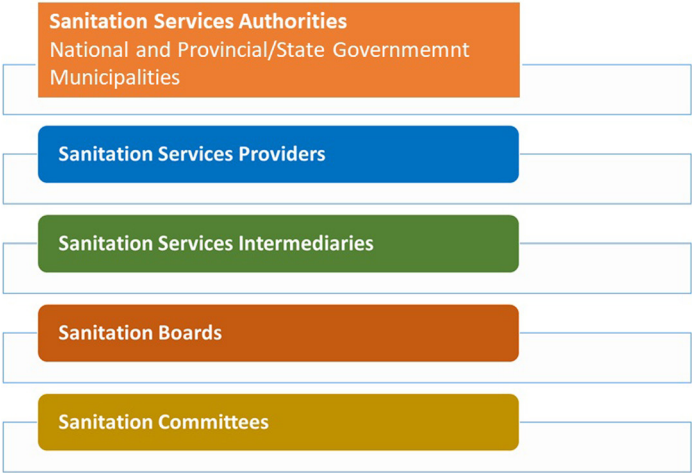 Sanitation Services Authorities
National and Provincial/State Governmemnt
Municipalities
Sanitation Services Providers
Sanitation Services Intermediaries
Sanitation Boards
Sanitation Committees